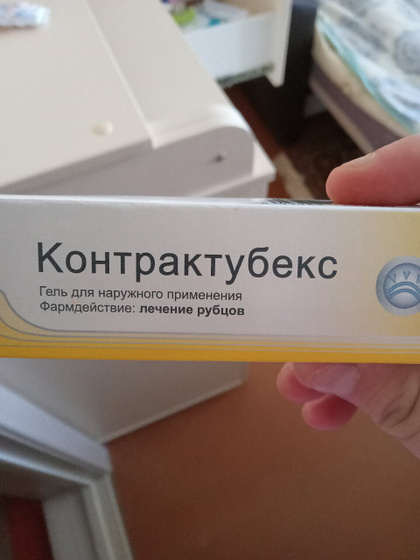 Контрактубекс
Гель для наружного применения
Фармдействие: лечение рубцов